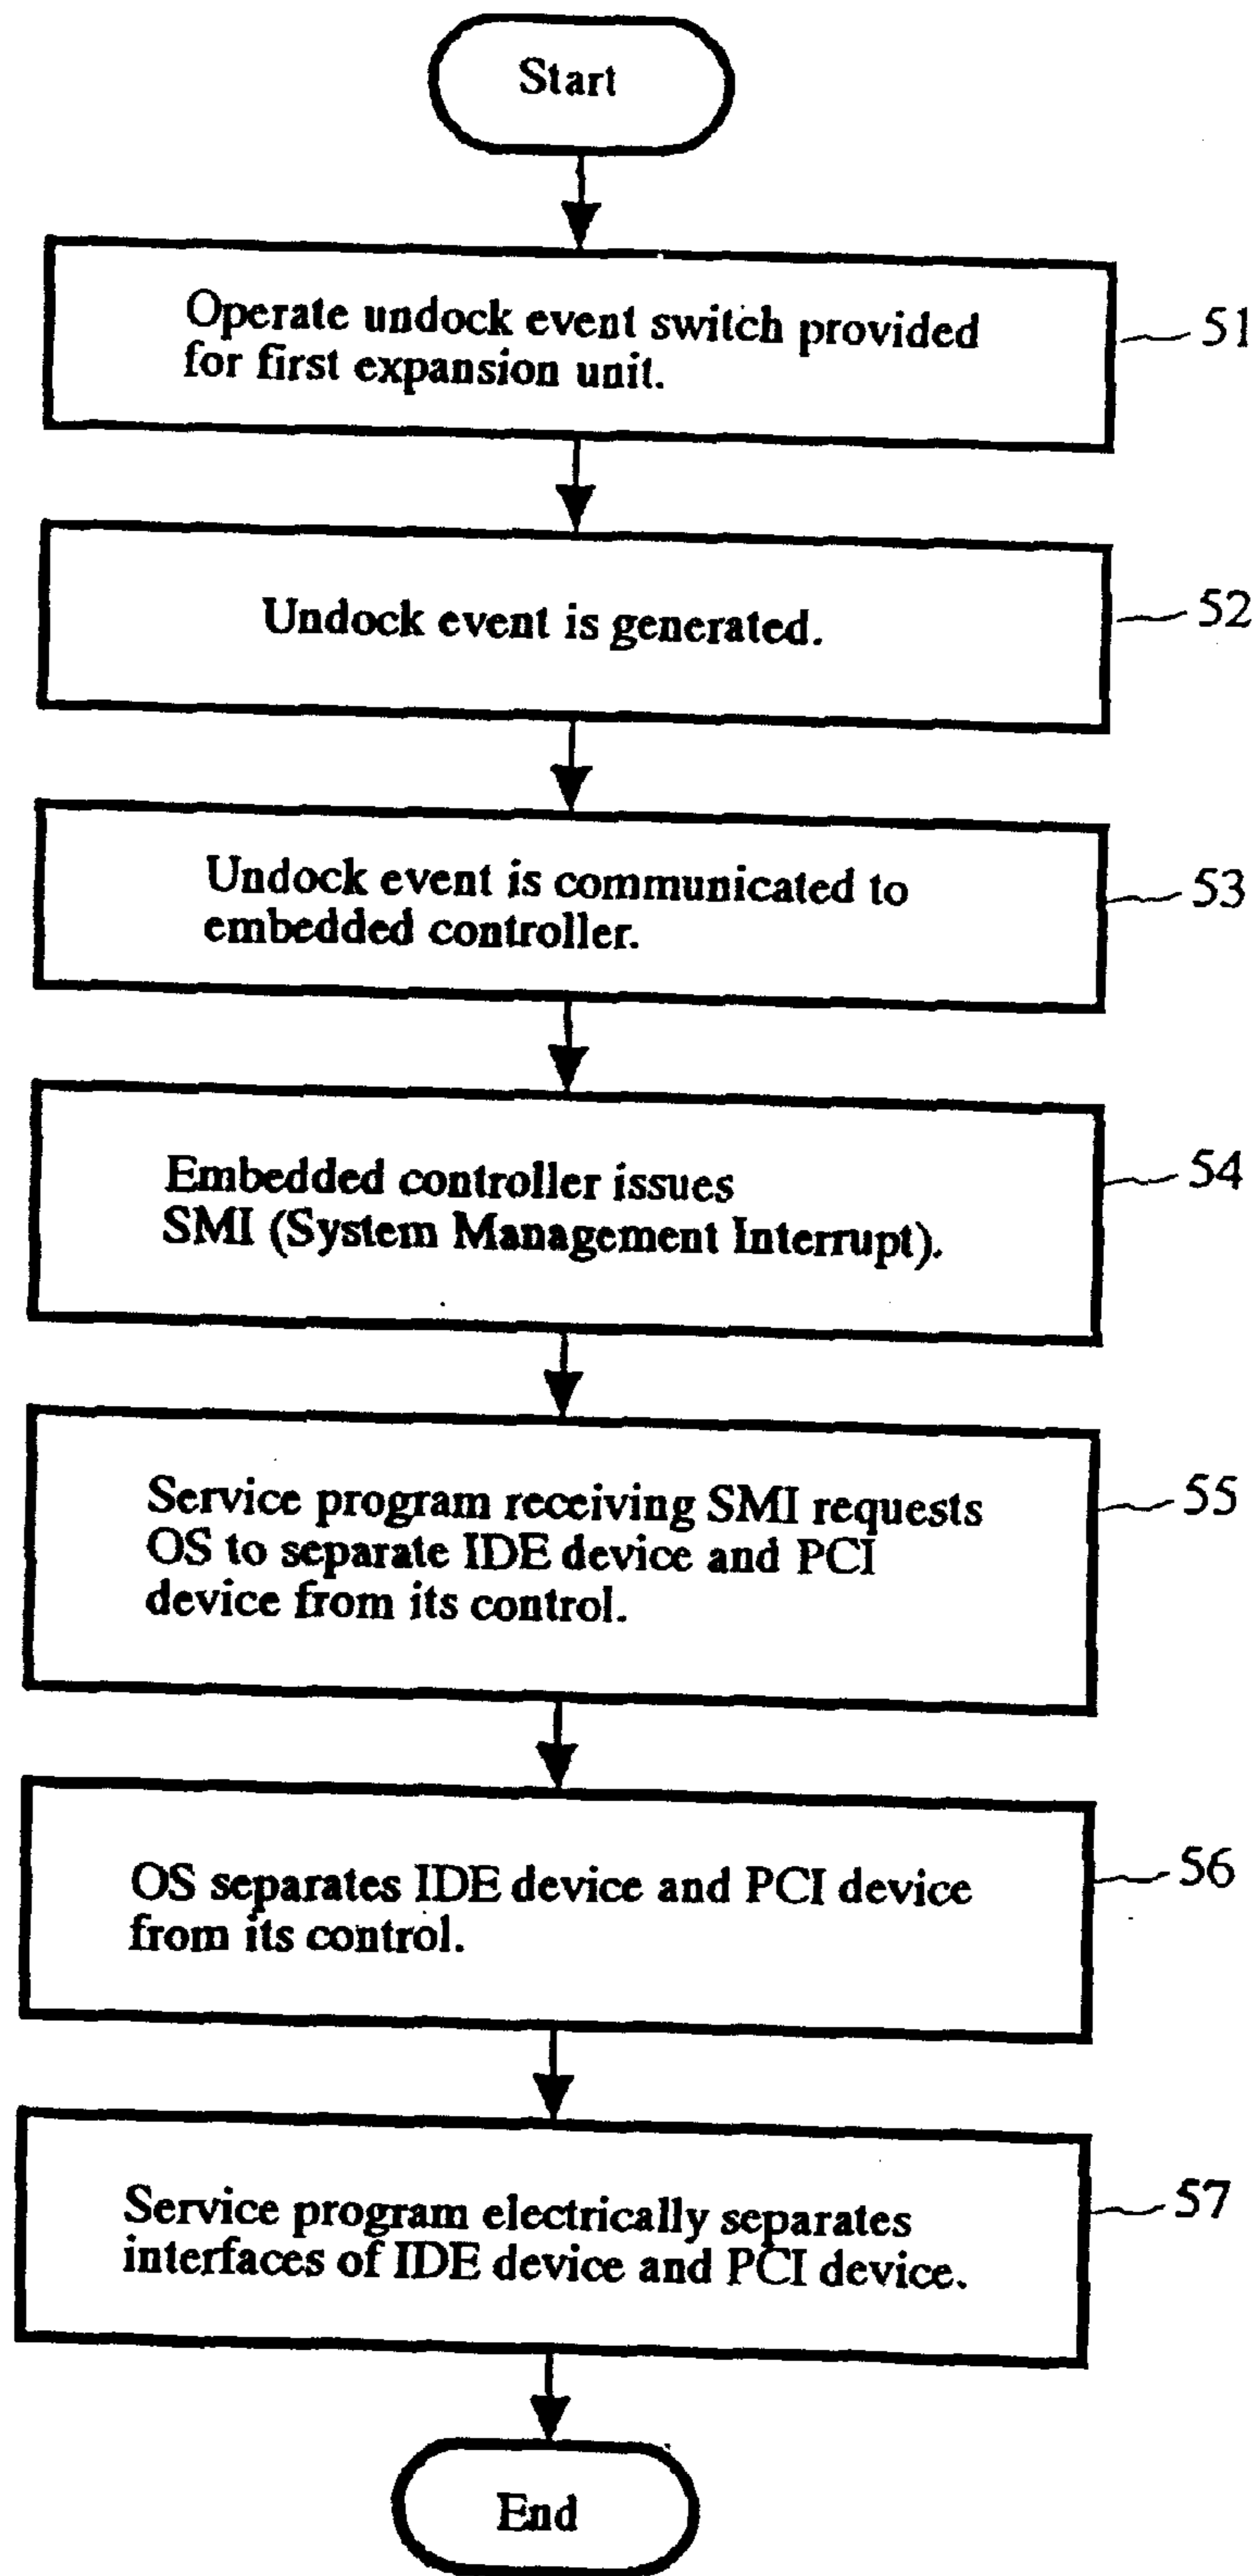 Start
Operate undock event switch provided
for first expansion unit.
51
Undock event is generated.
52
Undock event is communicated to
embedded controller.
53
Embedded controller issues
SMI (System Management Interrupt).
54
Service program receiving SMI requests
OS to separate IDE device and PCI
device from its control.
55
OS separates IDE device and PCI device
from its control.
56
Service program electrically separates
interfaces of IDE device and PCI device.
57
End